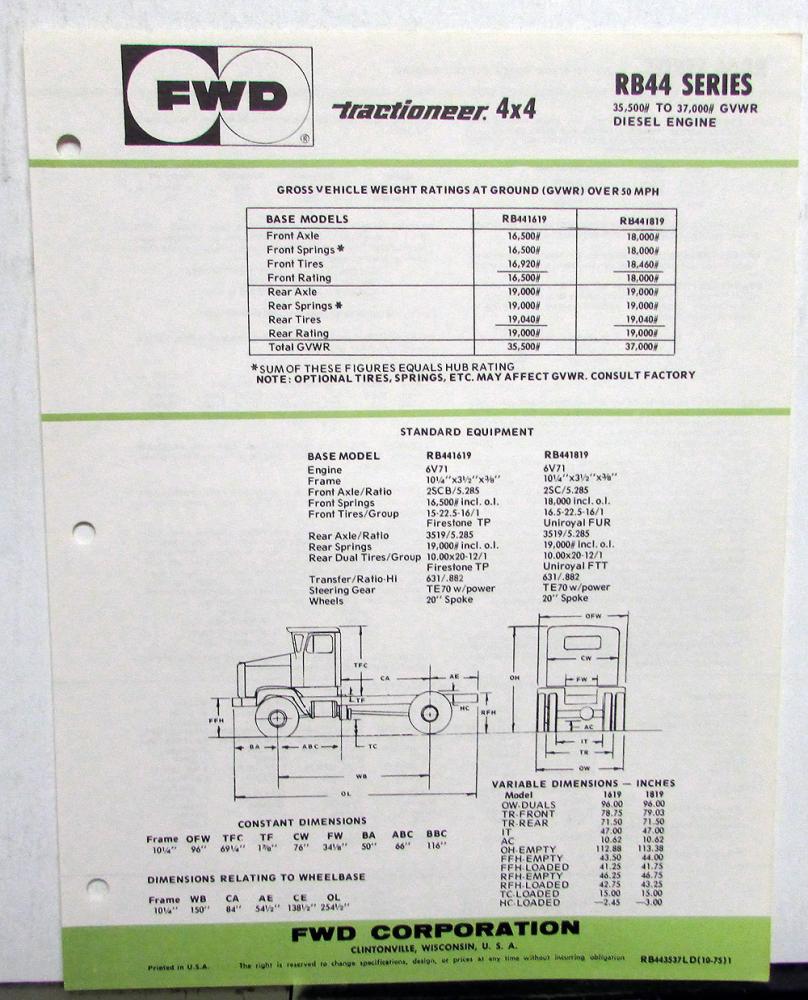 FWD ®
tractioneer. 4x4
RB44 SERIES
35,500# TO 37,000# GVWR
DIESEL ENGINE
GROSS VEHICLE WEIGHT RATINGS AT GROUND (GVWR) OVER 50 MPH
BASE MODELS RB441619 RB441819
Front Axle 16,500# 18,000#
Front Springs* 16,500# 18,000#
Front Tires 16,920# 18,460#
Front Rating 16,500# 18,000#
Rear Axle 19,000# 19,000#
Rear Springs* 19,000# 19,000#
Rear Tires 19,040# 19,040#
Rear Rating 19,000# 19,000#
Total GVWR 35,500# 37,000#
*SUM OF THESE FIGURES EQUALS HUB RATING
NOTE: OPTIONAL TIRES, SPRINGS, ETC. MAY AFFECT GVWR. CONSULT FACTORY
STANDARD EQUIPMENT
BASE MODEL RB441619 RB441819
Engine 6V71 6V71
Frame 10¼"x3½"x⅜" 10¼"x3½"x⅜"
Front Axle/Ratio 2SCB/5.285 2SC/5.285
Front Springs 16,500# incl. o.l. 18,000 incl. o.l.
Front Tires/Group 15-22.5-16/1 16.5-22.5-16/1
Firestone TP Uniroyal FUR
Rear Axle/Ratio 3519/5.285 3519/5.285
Rear Springs 19,000# incl. o.l. 19,000# incl. o.l.
Rear Dual Tires/Group 10.00x20-12/1 10.00x20-12/1
Firestone TP Uniroyal FTT
Transfer/Ratio-Hi 631/.882 631/.882
Steering Gear TE70 w/power TE70 w/power
Wheels 20" Spoke 20" Spoke
OFW
TFC
CA AE OH CW
FW
TF
HC RFH
FFH
AC
BA ABC TC IT
TR
WB OW
OL
VARIABLE DIMENSIONS — INCHES
Model 1619 1819
OW-DUALS 96.00 96.00
TR-FRONT 78.75 79.03
TR-REAR 71.50 71.50
IT 47.00 47.00
AC 10.62 10.62
OH-EMPTY 112.88 113.38
FFH-EMPTY 43.50 44.00
FFH-LOADED 41.25 41.75
RFH-EMPTY 46.25 46.75
RFH-LOADED 42.75 43.25
TC-LOADED 15.00 15.00
HC-LOADED —2.45 —3.00
CONSTANT DIMENSIONS
Frame OFW TFC TF CW FW BA ABC BBC
10¼" 96" 69¼" 1⅞" 76" 34⅛" 50" 66" 116"
DIMENSIONS RELATING TO WHEELBASE
Frame WB CA AE CE OL
10¼" 150" 84" 54½" 138½" 254½"
FWD CORPORATION
CLINTONVILLE, WISCONSIN, U. S. A.
Printed in U.S.A. The right is reserved to change specifications, design, or prices at any time without incurring obligation RB443537LD(10-75)1